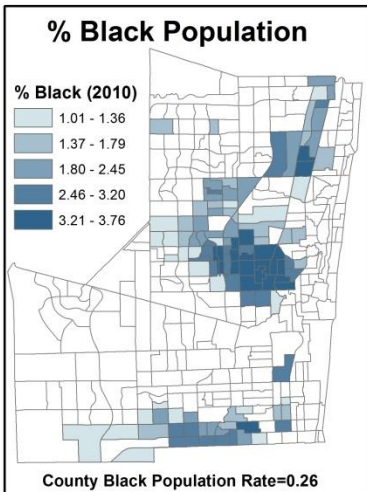 % Black Population
% Black (2010)
1.01 - 1.36
1.37 - 1.79
1.80 - 2.45
2.46 - 3.20
3.21 - 3.76
County Black Population Rate=0.26